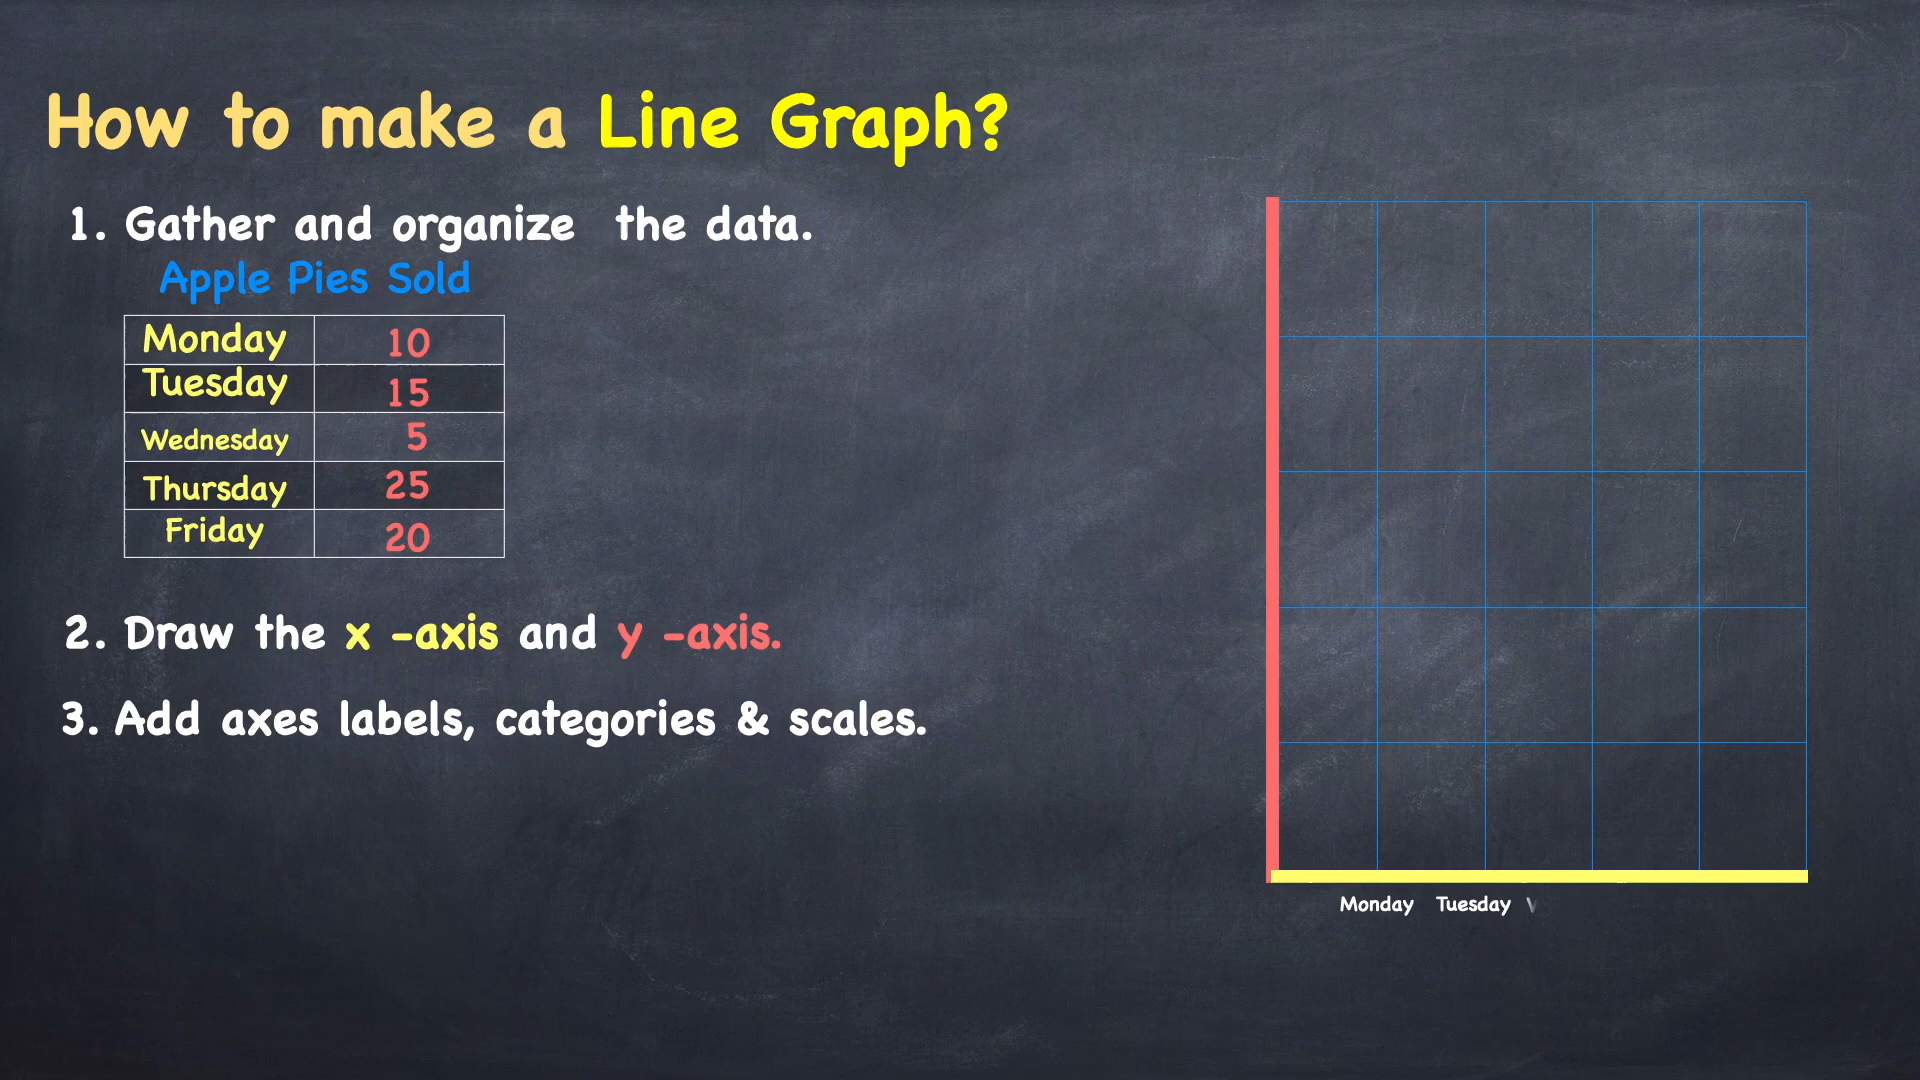 How to make a Line Graph?
1. Gather and organize the data.
Apple Pies Sold
Monday 10
Tuesday 15
Wednesday 5
Thursday 25
Friday 20
2. Draw the x -axis and y -axis.
3. Add axes labels, categories & scales.
Monday Tuesday